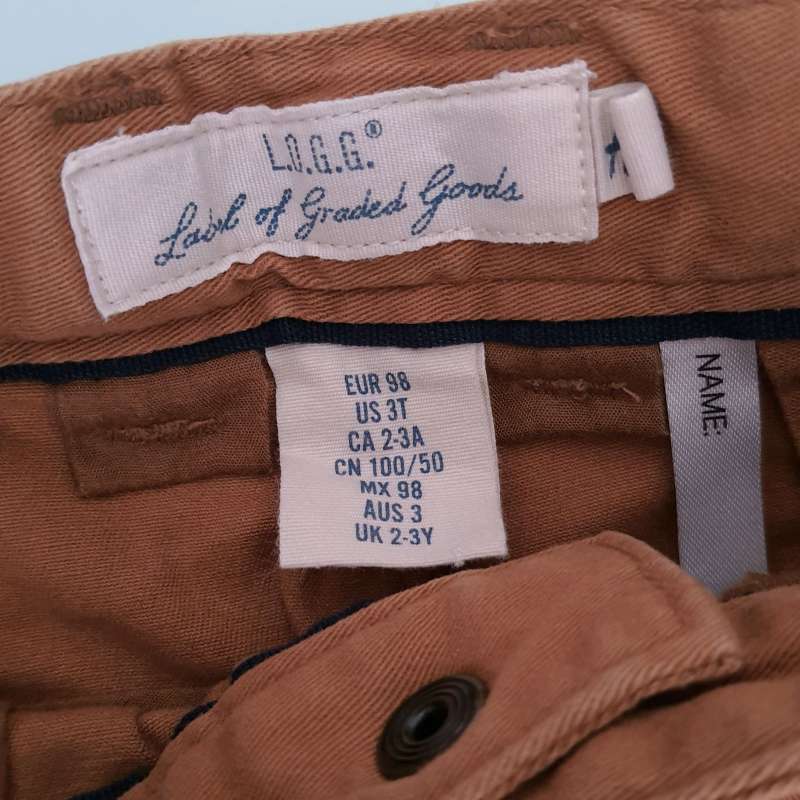 L.O.G.G.®
Label of Graded Goods
EUR 98
US 3T
CA 2-3A
CN 100/50
MX 98
AUS 3
UK 2-3Y
NAME: